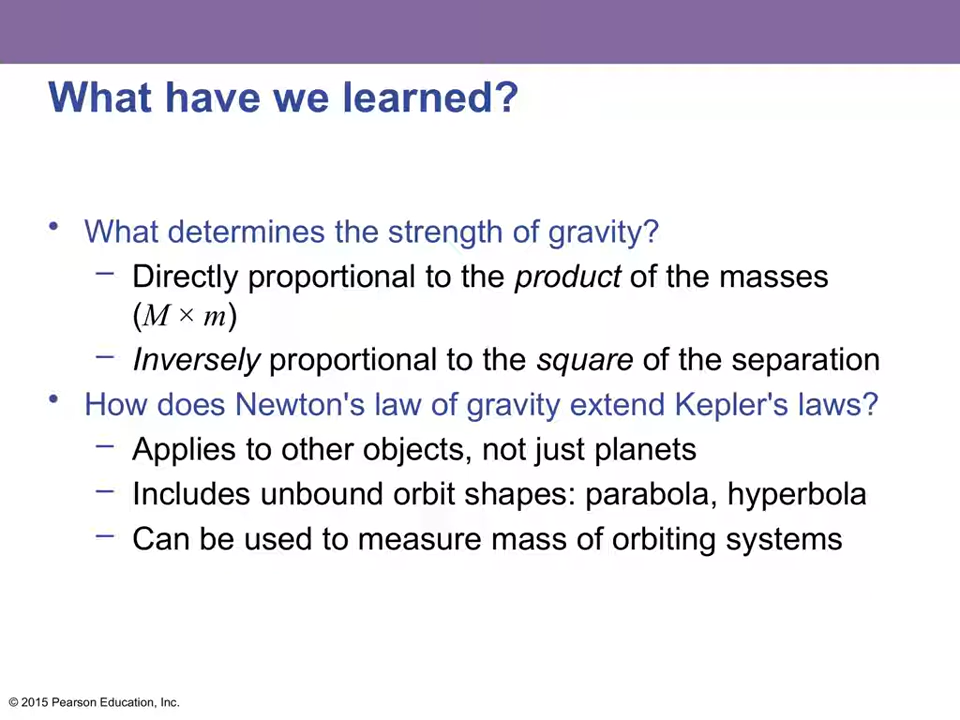 What have we learned?
• What determines the strength of gravity?
– Directly proportional to the product of the masses
(M × m)
– Inversely proportional to the square of the separation
• How does Newton's law of gravity extend Kepler's laws?
– Applies to other objects, not just planets
– Includes unbound orbit shapes: parabola, hyperbola
– Can be used to measure mass of orbiting systems
© 2015 Pearson Education, Inc.